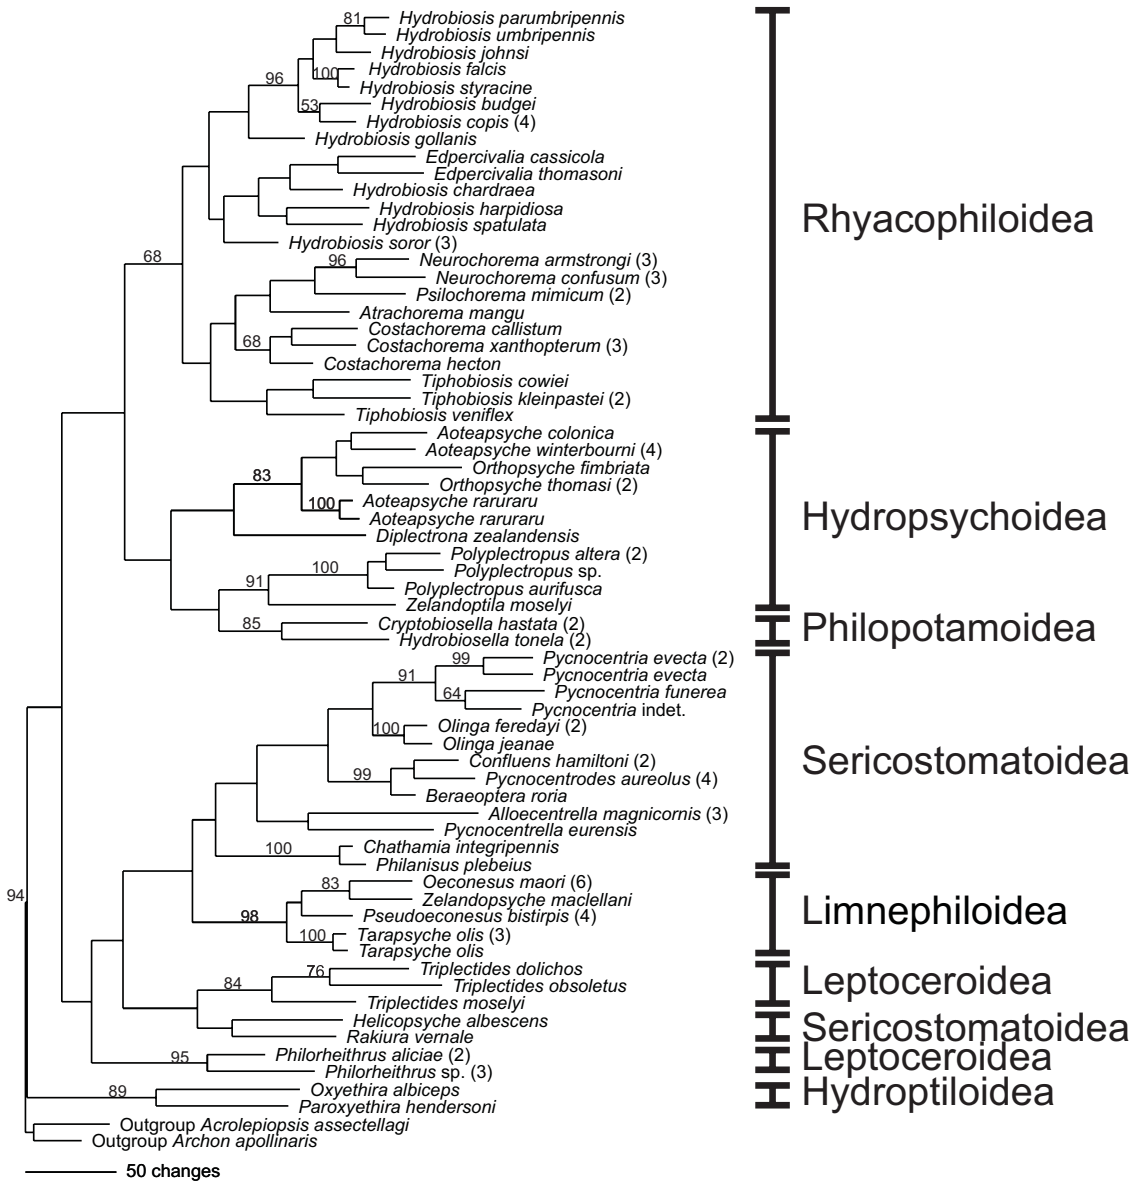 81 Hydrobiosis parumbripennis
Hydrobiosis umbripennis
Hydrobiosis johnsi
100 Hydrobiosis falcis
96
Hydrobiosis styracine
53 Hydrobiosis budgei
Hydrobiosis copis (4)
Hydrobiosis gollanis
Edpercivalia cassicola
Edpercivalia thomasoni
Hydrobiosis chardraea
Hydrobiosis harpidiosa
Rhyacophiloidea
Hydrobiosis spatulata
Hydrobiosis soror (3)
68
96 Neurochorema armstrongi (3)
Neurochorema confusum (3)
Psilochorema mimicum (2)
Atrachorema mangu
Costachorema callistum
68 Costachorema xanthopterum (3)
Costachorema hecton
Tiphobiosis cowiei
Tiphobiosis kleinpastei (2)
Tiphobiosis veniflex
Aoteapsyche colonica
Aoteapsyche winterbourni (4)
Orthopsyche fimbriata
83
Orthopsyche thomasi (2)
100 Aoteapsyche raruraru
Aoteapsyche raruraru
Hydropsychoidea
Diplectrona zealandensis
Polyplectropus altera (2)
100 Polyplectropus sp.
91 Polyplectropus aurifusca
Zelandoptila moselyi
85 Cryptobiosella hastata (2)
Philopotamoidea
Hydrobiosella tonela (2)
99 Pycnocentria evecta (2)
91 Pycnocentria evecta
64 Pycnocentria funerea
Pycnocentria indet.
100 Olinga feredayi (2)
Olinga jeanae
Confluens hamiltoni (2)
Sericostomatoidea
99 Pycnocentrodes aureolus (4)
Beraeoptera roria
Alloecentrella magnicornis (3)
Pycnocentrella eurensis
100 Chathamia integripennis
Philanisus plebeius
83 Oeconesus maori (6)
94
Zelandopsyche maclellani
98 Pseudoeconesus bistirpis (4)
Limnephiloidea
100 Tarapsyche olis (3)
Tarapsyche olis
76 Triplectides dolichos
84 Triplectides obsoletus
Leptoceroidea
Triplectides moselyi
Helicopsyche albescens
Sericostomatoidea
Rakiura vernale
95 Philorheithrus aliciae (2)
Leptoceroidea
Philorheithrus sp. (3)
89 Oxyethira albiceps
Hydroptiloidea
Paroxyethira hendersoni
Outgroup Acrolepiopsis assectellagi
Outgroup Archon apollinaris
50 changes